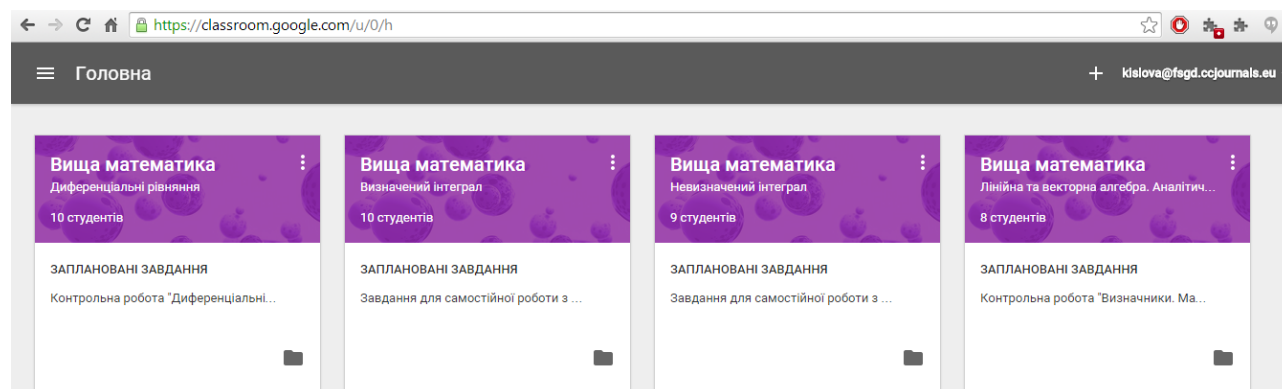 https://classroom.google.com/u/0/h
Головна
kislova@fsgd.ccjournals.eu
Вища математика
Диференціальні рівняння
10 студентів
ЗАПЛАНОВАНІ ЗАВДАННЯ
Контрольна робота "Диференціальні...
Вища математика
Визначений інтеграл
10 студентів
ЗАПЛАНОВАНІ ЗАВДАННЯ
Завдання для самостійної роботи з ...
Вища математика
Невизначений інтеграл
9 студентів
ЗАПЛАНОВАНІ ЗАВДАННЯ
Завдання для самостійної роботи з ...
Вища математика
Лінійна та векторна алгебра. Аналітич...
8 студентів
ЗАПЛАНОВАНІ ЗАВДАННЯ
Контрольна робота "Визначники. Ма...